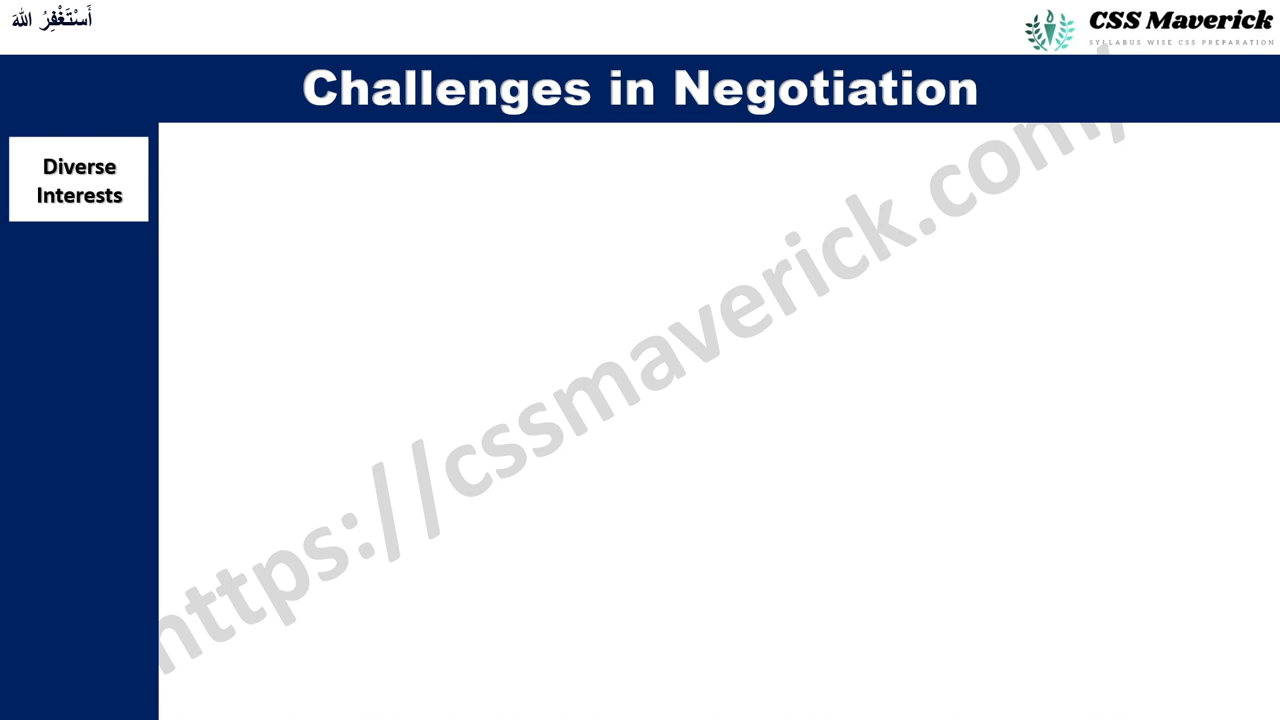 أَسْتَغْفِرُ اللهَ
CSS Maverick
SYLLABUS WISE CSS PREPARATION
Challenges in Negotiation
Diverse
Interests
https://cssmaverick.com/